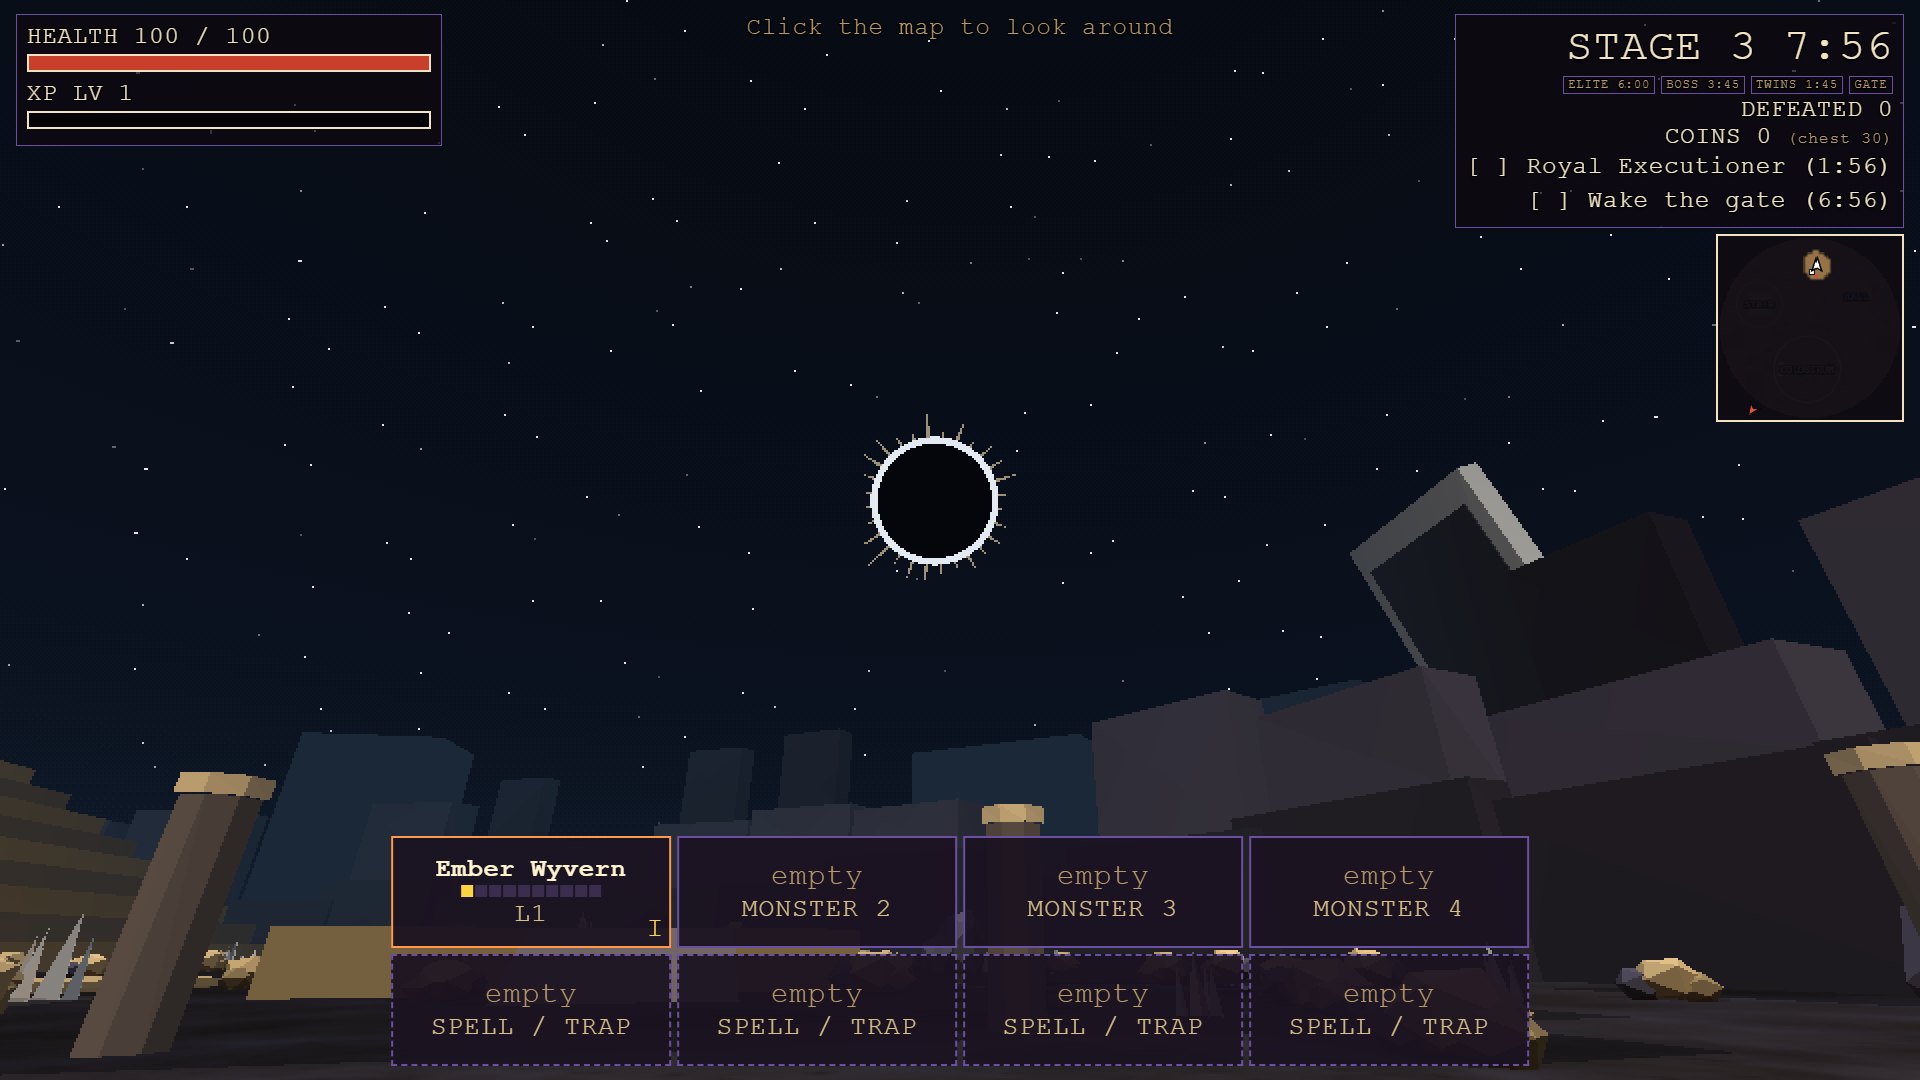 HEALTH 100 / 100
XP LV 1
Click the map to look around
STAGE 3 7:56
ELITE 6:00 BOSS 3:45 TWINS 1:45 GATE
DEFEATED 0
COINS 0 (chest 30)
[ ] Royal Executioner (1:56)
[ ] Wake the gate (6:56)
Ember Wyvern
L1
I
empty
MONSTER 2
empty
MONSTER 3
empty
MONSTER 4
empty
SPELL / TRAP
empty
SPELL / TRAP
empty
SPELL / TRAP
empty
SPELL / TRAP